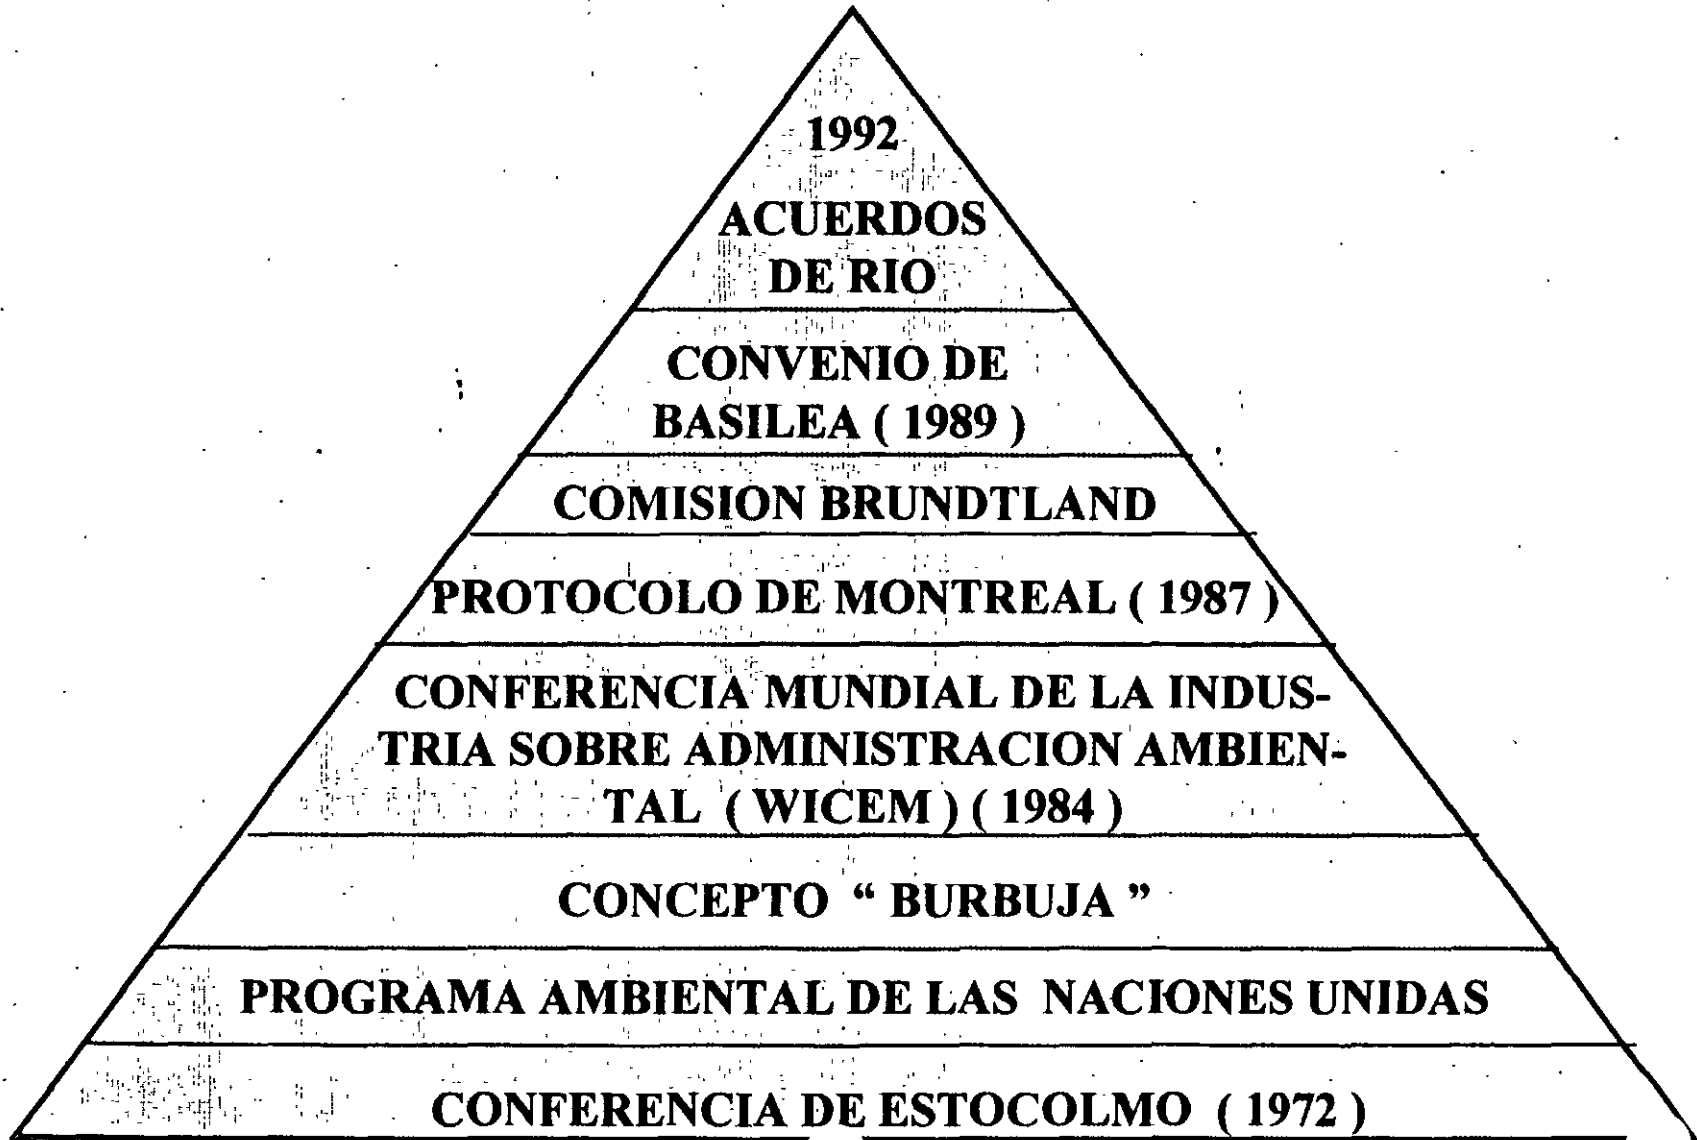 1992
ACUERDOS
DE RIO
CONVENIO DE
BASILEA ( 1989 )
COMISION BRUNDTLAND
PROTOCOLO DE MONTREAL ( 1987 )
CONFERENCIA MUNDIAL DE LA INDUS-
TRIA SOBRE ADMINISTRACION AMBIEN-
TAL ( WICEM ) ( 1984 )
CONCEPTO “ BURBUJA ”
PROGRAMA AMBIENTAL DE LAS NACIONES UNIDAS
CONFERENCIA DE ESTOCOLMO ( 1972 )